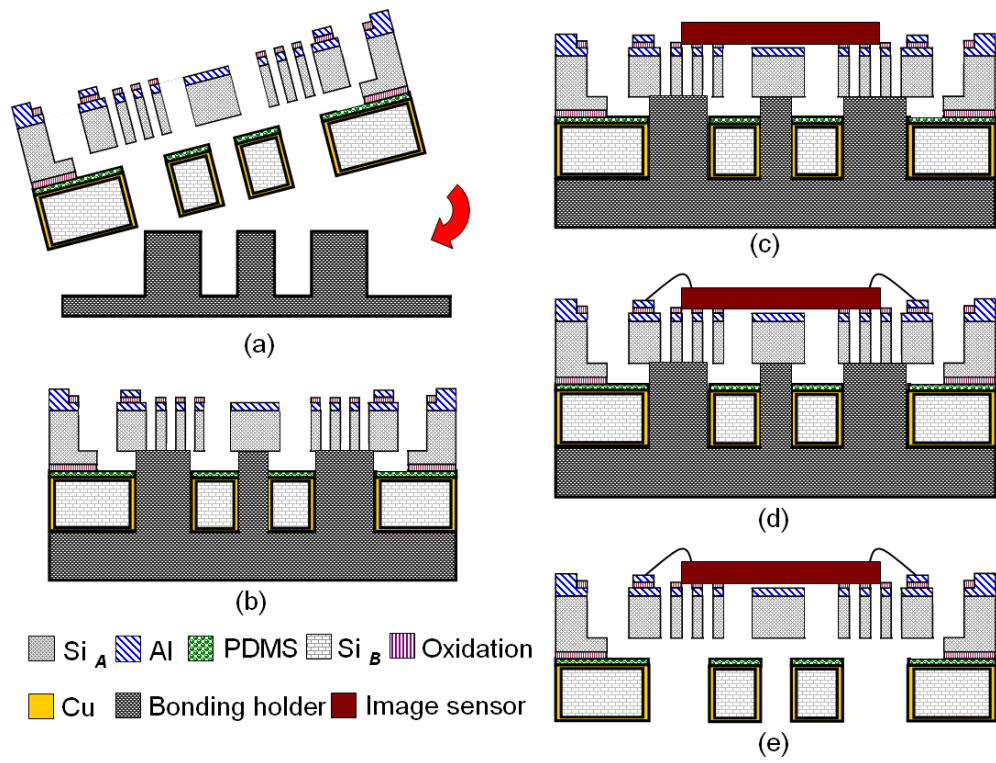 (a)
(b)
Si A Al PDMS Si B Oxidation
Cu Bonding holder Image sensor
(c)
(d)
(e)